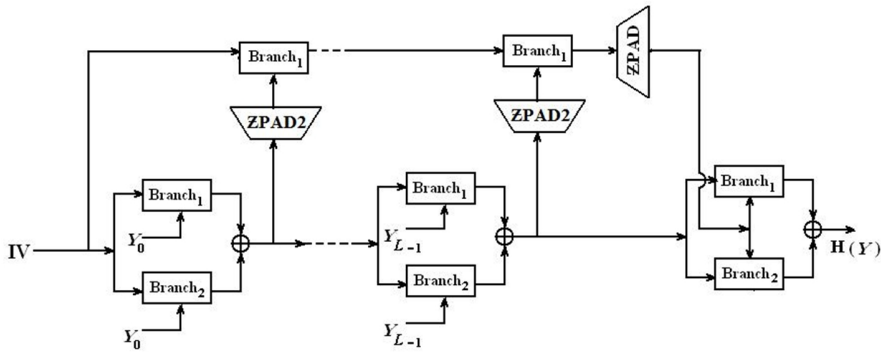 Branch1
Branch1
ZPAD
ZPAD2
ZPAD2
Branch1
Branch1
Branch1
Y0
YL-1
IV
H(Y)
Branch2
Branch2
Branch2
Y0
YL-1